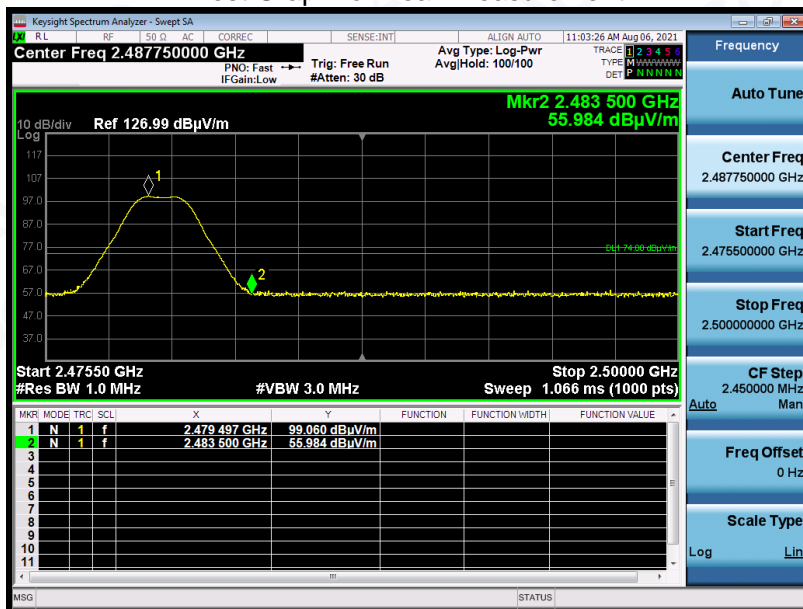 Keysight Spectrum Analyzer - Swept SA
LXI RL RF 50 Ω AC CORREC SENSE:INT ALIGN AUTO 11:03:26 AM Aug 06, 2021
Center Freq 2.487750000 GHz
PNO: Fast
IFGain:Low
Trig: Free Run
#Atten: 30 dB
Avg Type: Log-Pwr
Avg|Hold: 100/100
TRACE 1 2 3 4 5 6
TYPE M WWWWW
DET P N N N N N
Mkr2 2.483 500 GHz
55.984 dBµV/m
10 dB/div Ref 126.99 dBµV/m
Log
117
107
97.0
87.0
77.0
67.0
57.0
47.0
37.0
1
2
DL1 74.00 dBµV/m
Start 2.47550 GHz Stop 2.50000 GHz
#Res BW 1.0 MHz #VBW 3.0 MHz Sweep 1.066 ms (1000 pts)
MKR MODE TRC SCL X Y FUNCTION FUNCTION WIDTH FUNCTION VALUE
1 N 1 f 2.479 497 GHz 99.060 dBµV/m
2 N 1 f 2.483 500 GHz 55.984 dBµV/m
3
4
5
6
7
8
9
10
11
MSG STATUS
Frequency
Auto Tune
Center Freq
2.487750000 GHz
Start Freq
2.475500000 GHz
Stop Freq
2.500000000 GHz
CF Step
2.450000 MHz
Auto Man
Freq Offset
0 Hz
Scale Type
Log Lin